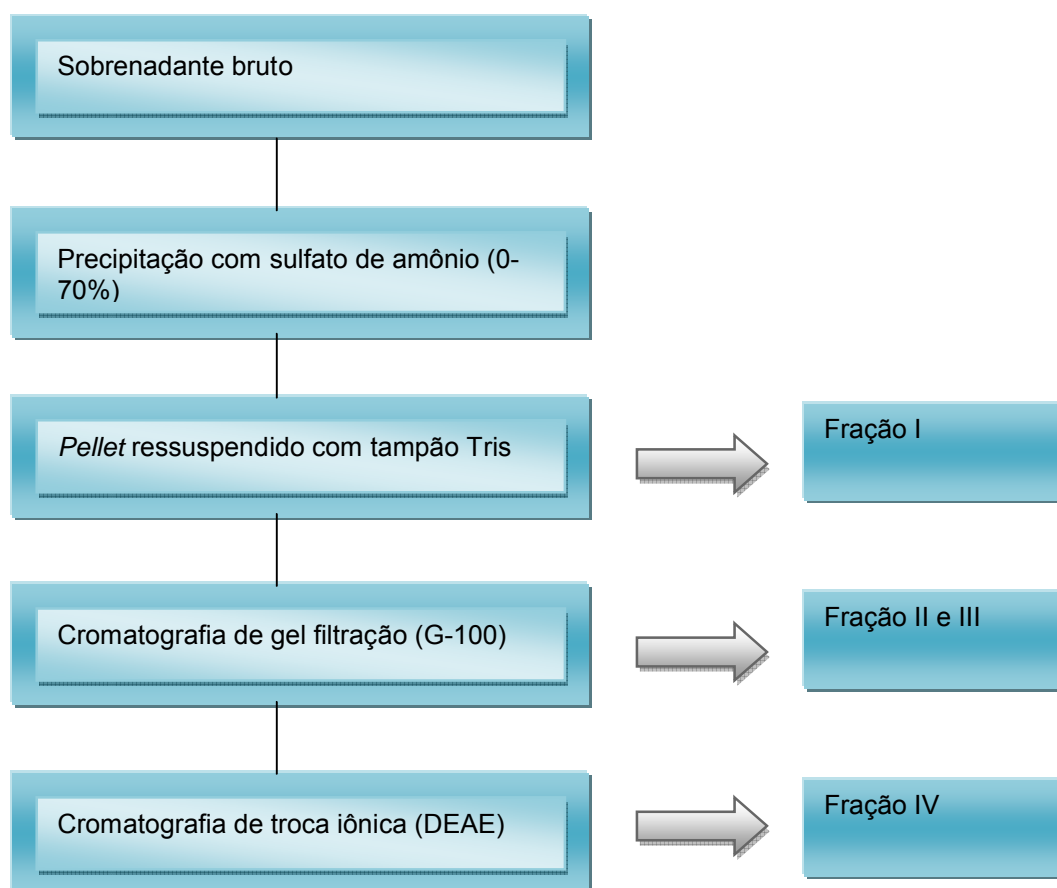 Sobrenadante bruto
Precipitação com sulfato de amônio (0-
70%)
Pellet ressuspendido com tampão Tris
Fração I
Cromatografia de gel filtração (G-100)
Fração II e III
Cromatografia de troca iônica (DEAE)
Fração IV